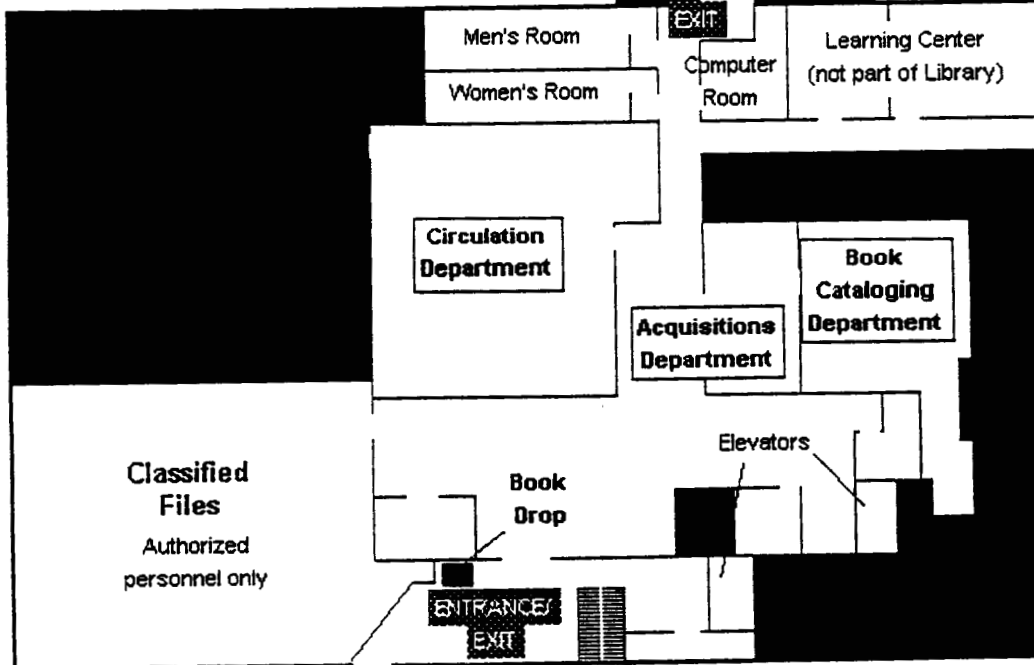 EXIT
Men's Room
Learning Center
(not part of Library)
Computer
Room
Women's Room
Circulation
Department
Book
Cataloging
Department
Acquisitions
Department
Elevators
Classified
Files
Authorized
personnel only
Book
Drop
ENTRANCE/
EXIT